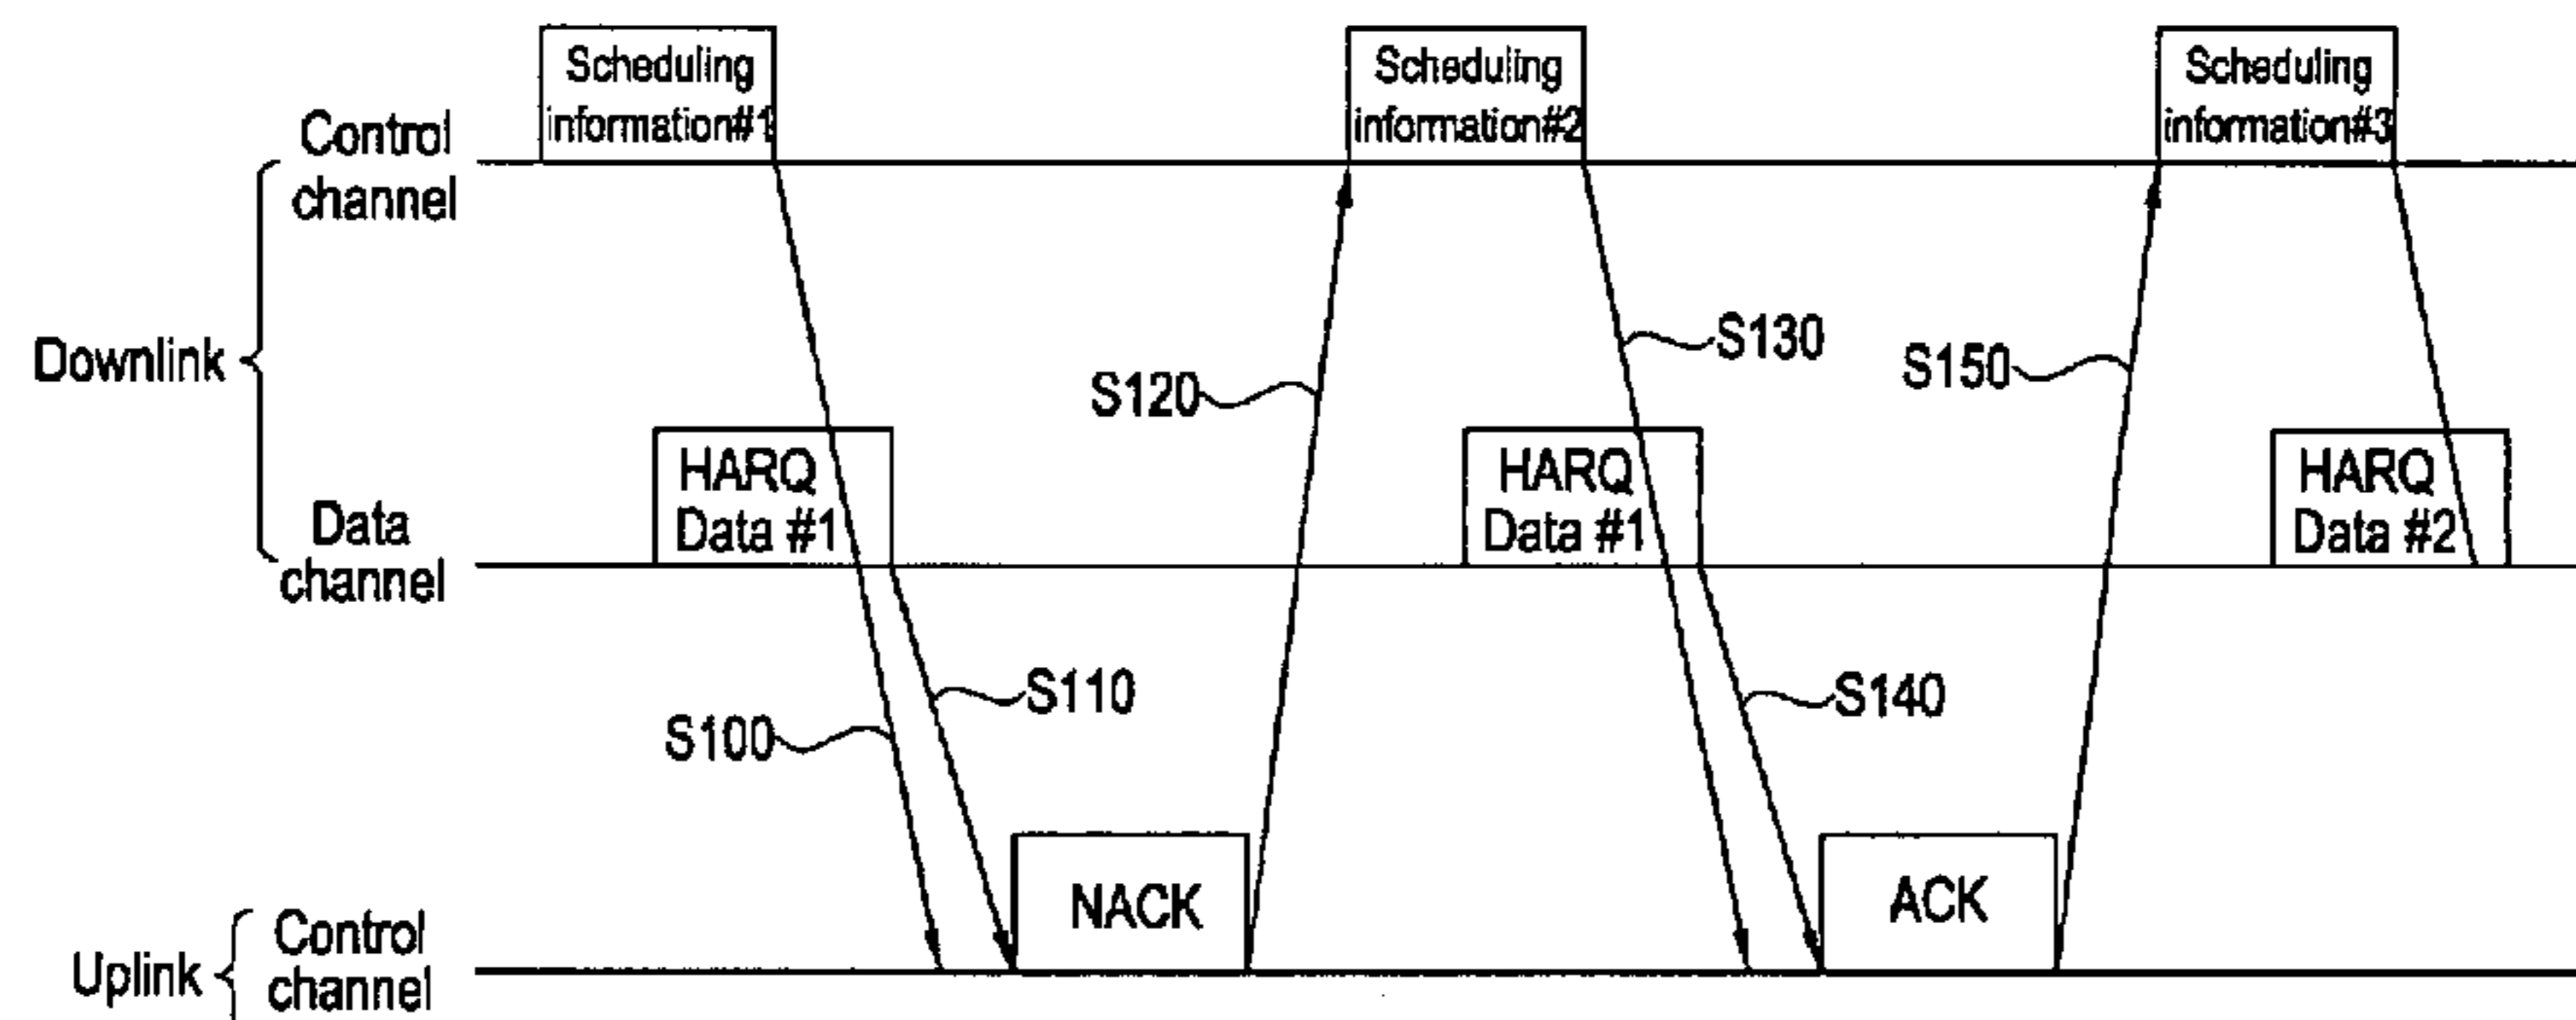 Scheduling
information#1
Scheduling
information#2
Scheduling
information#3
Control
channel
Downlink
S120
S130
S150
HARQ
Data #1
HARQ
Data #1
HARQ
Data #2
Data
channel
S100
S110
S140
NACK
ACK
Uplink
Control
channel